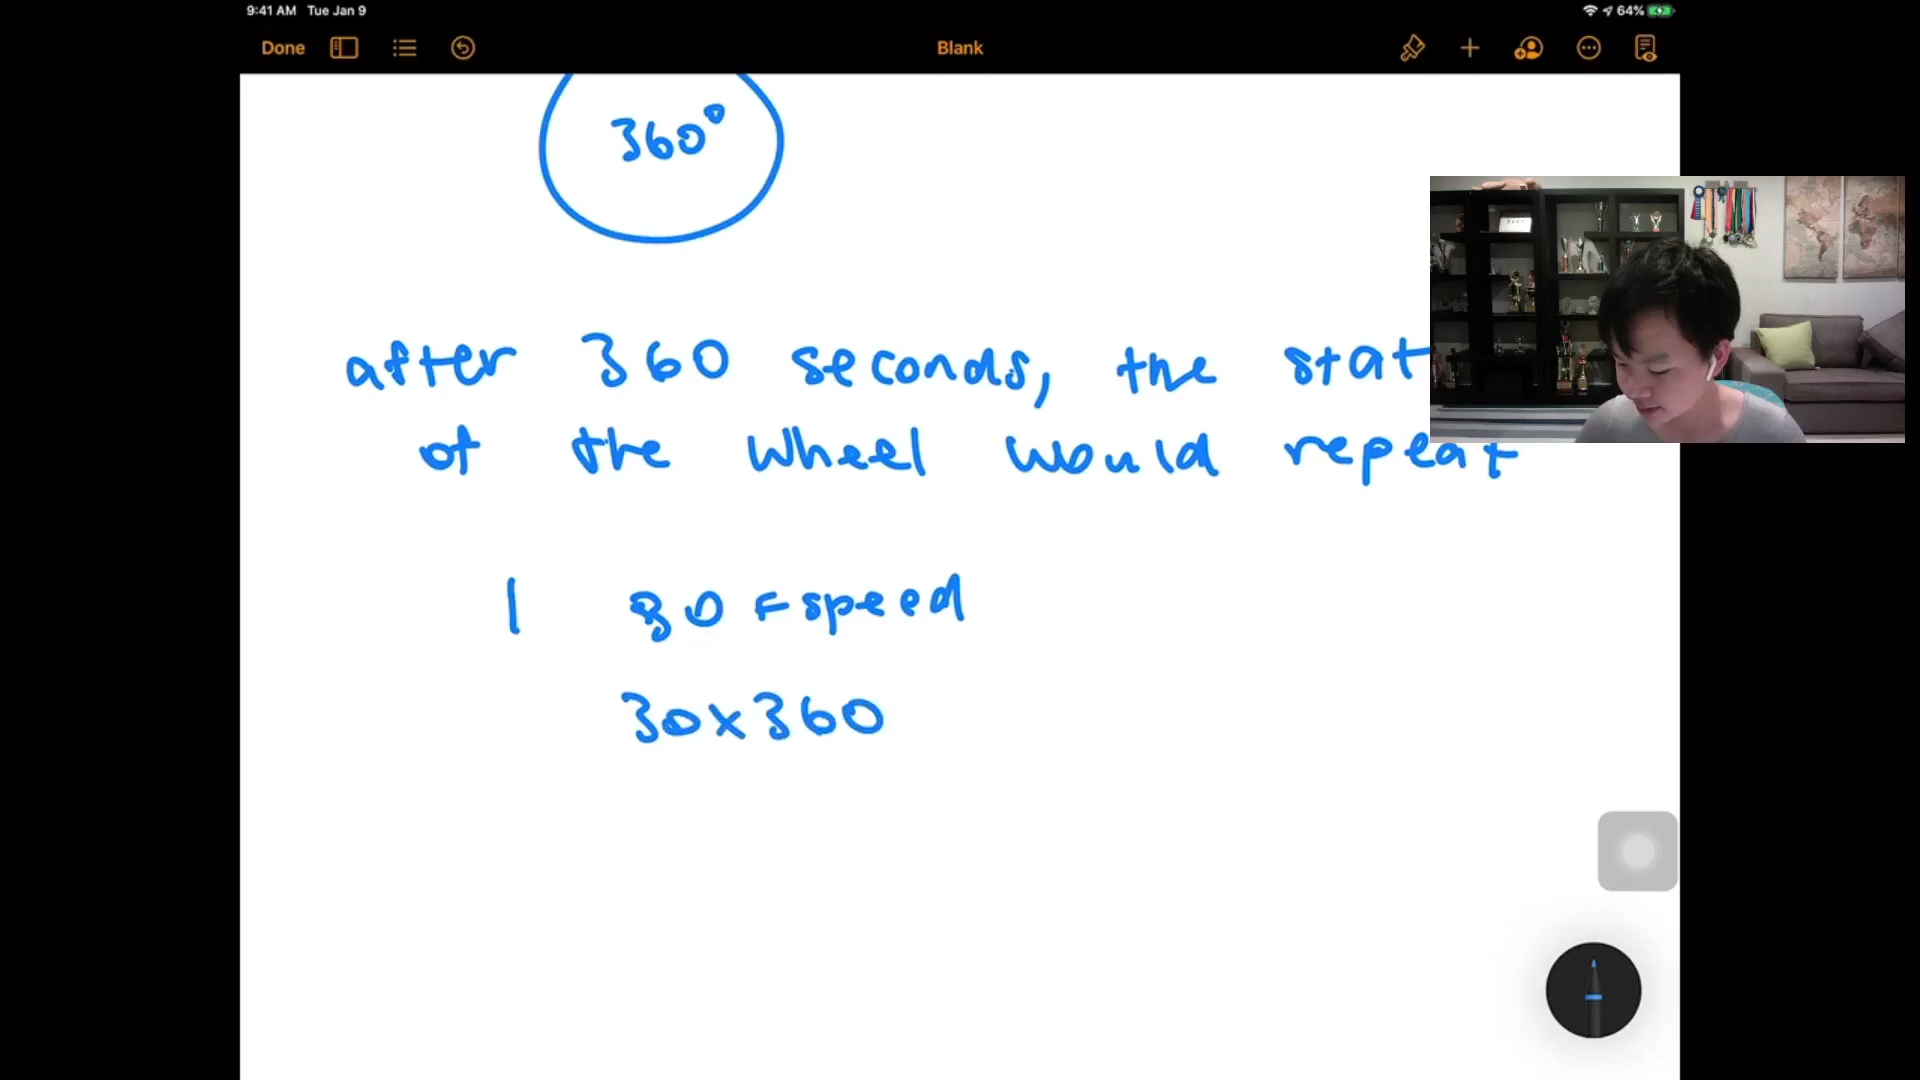 9:41 AM Tue Jan 9
64%
Done
Blank
360°
after 360 seconds, the stat
of the wheel would repeat
1 30 ← speed
30x360